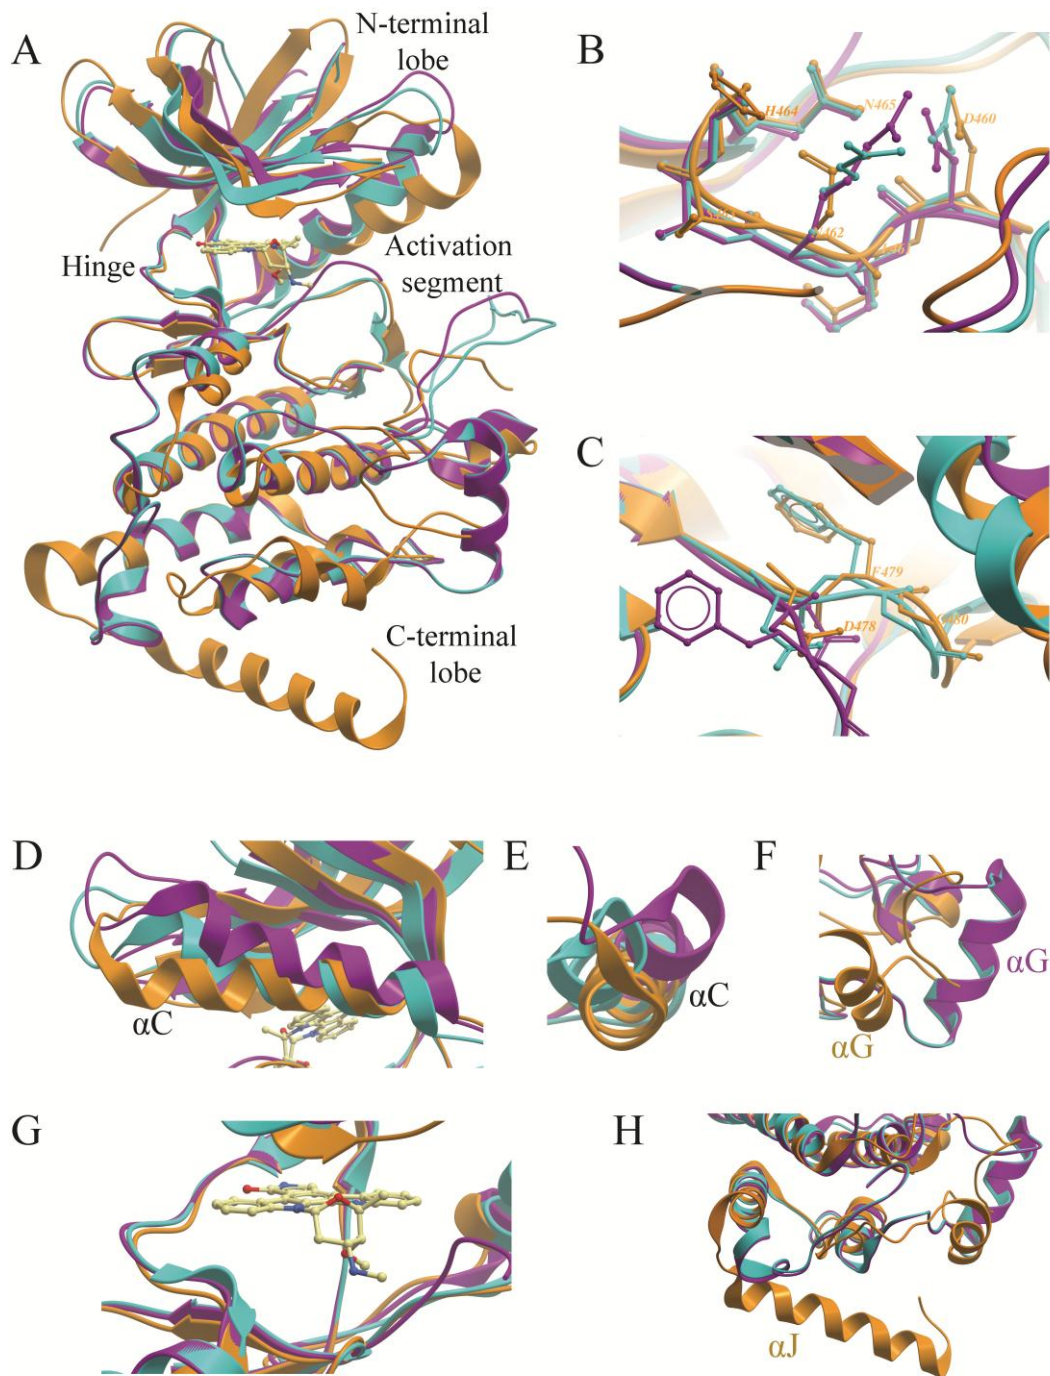 A
N-terminal
lobe
Hinge
Activation
segment
C-terminal
lobe
B
H464
N465
D460
C
F479
D478
D
αC
E
αC
F
αG
αG
G
H
αJ